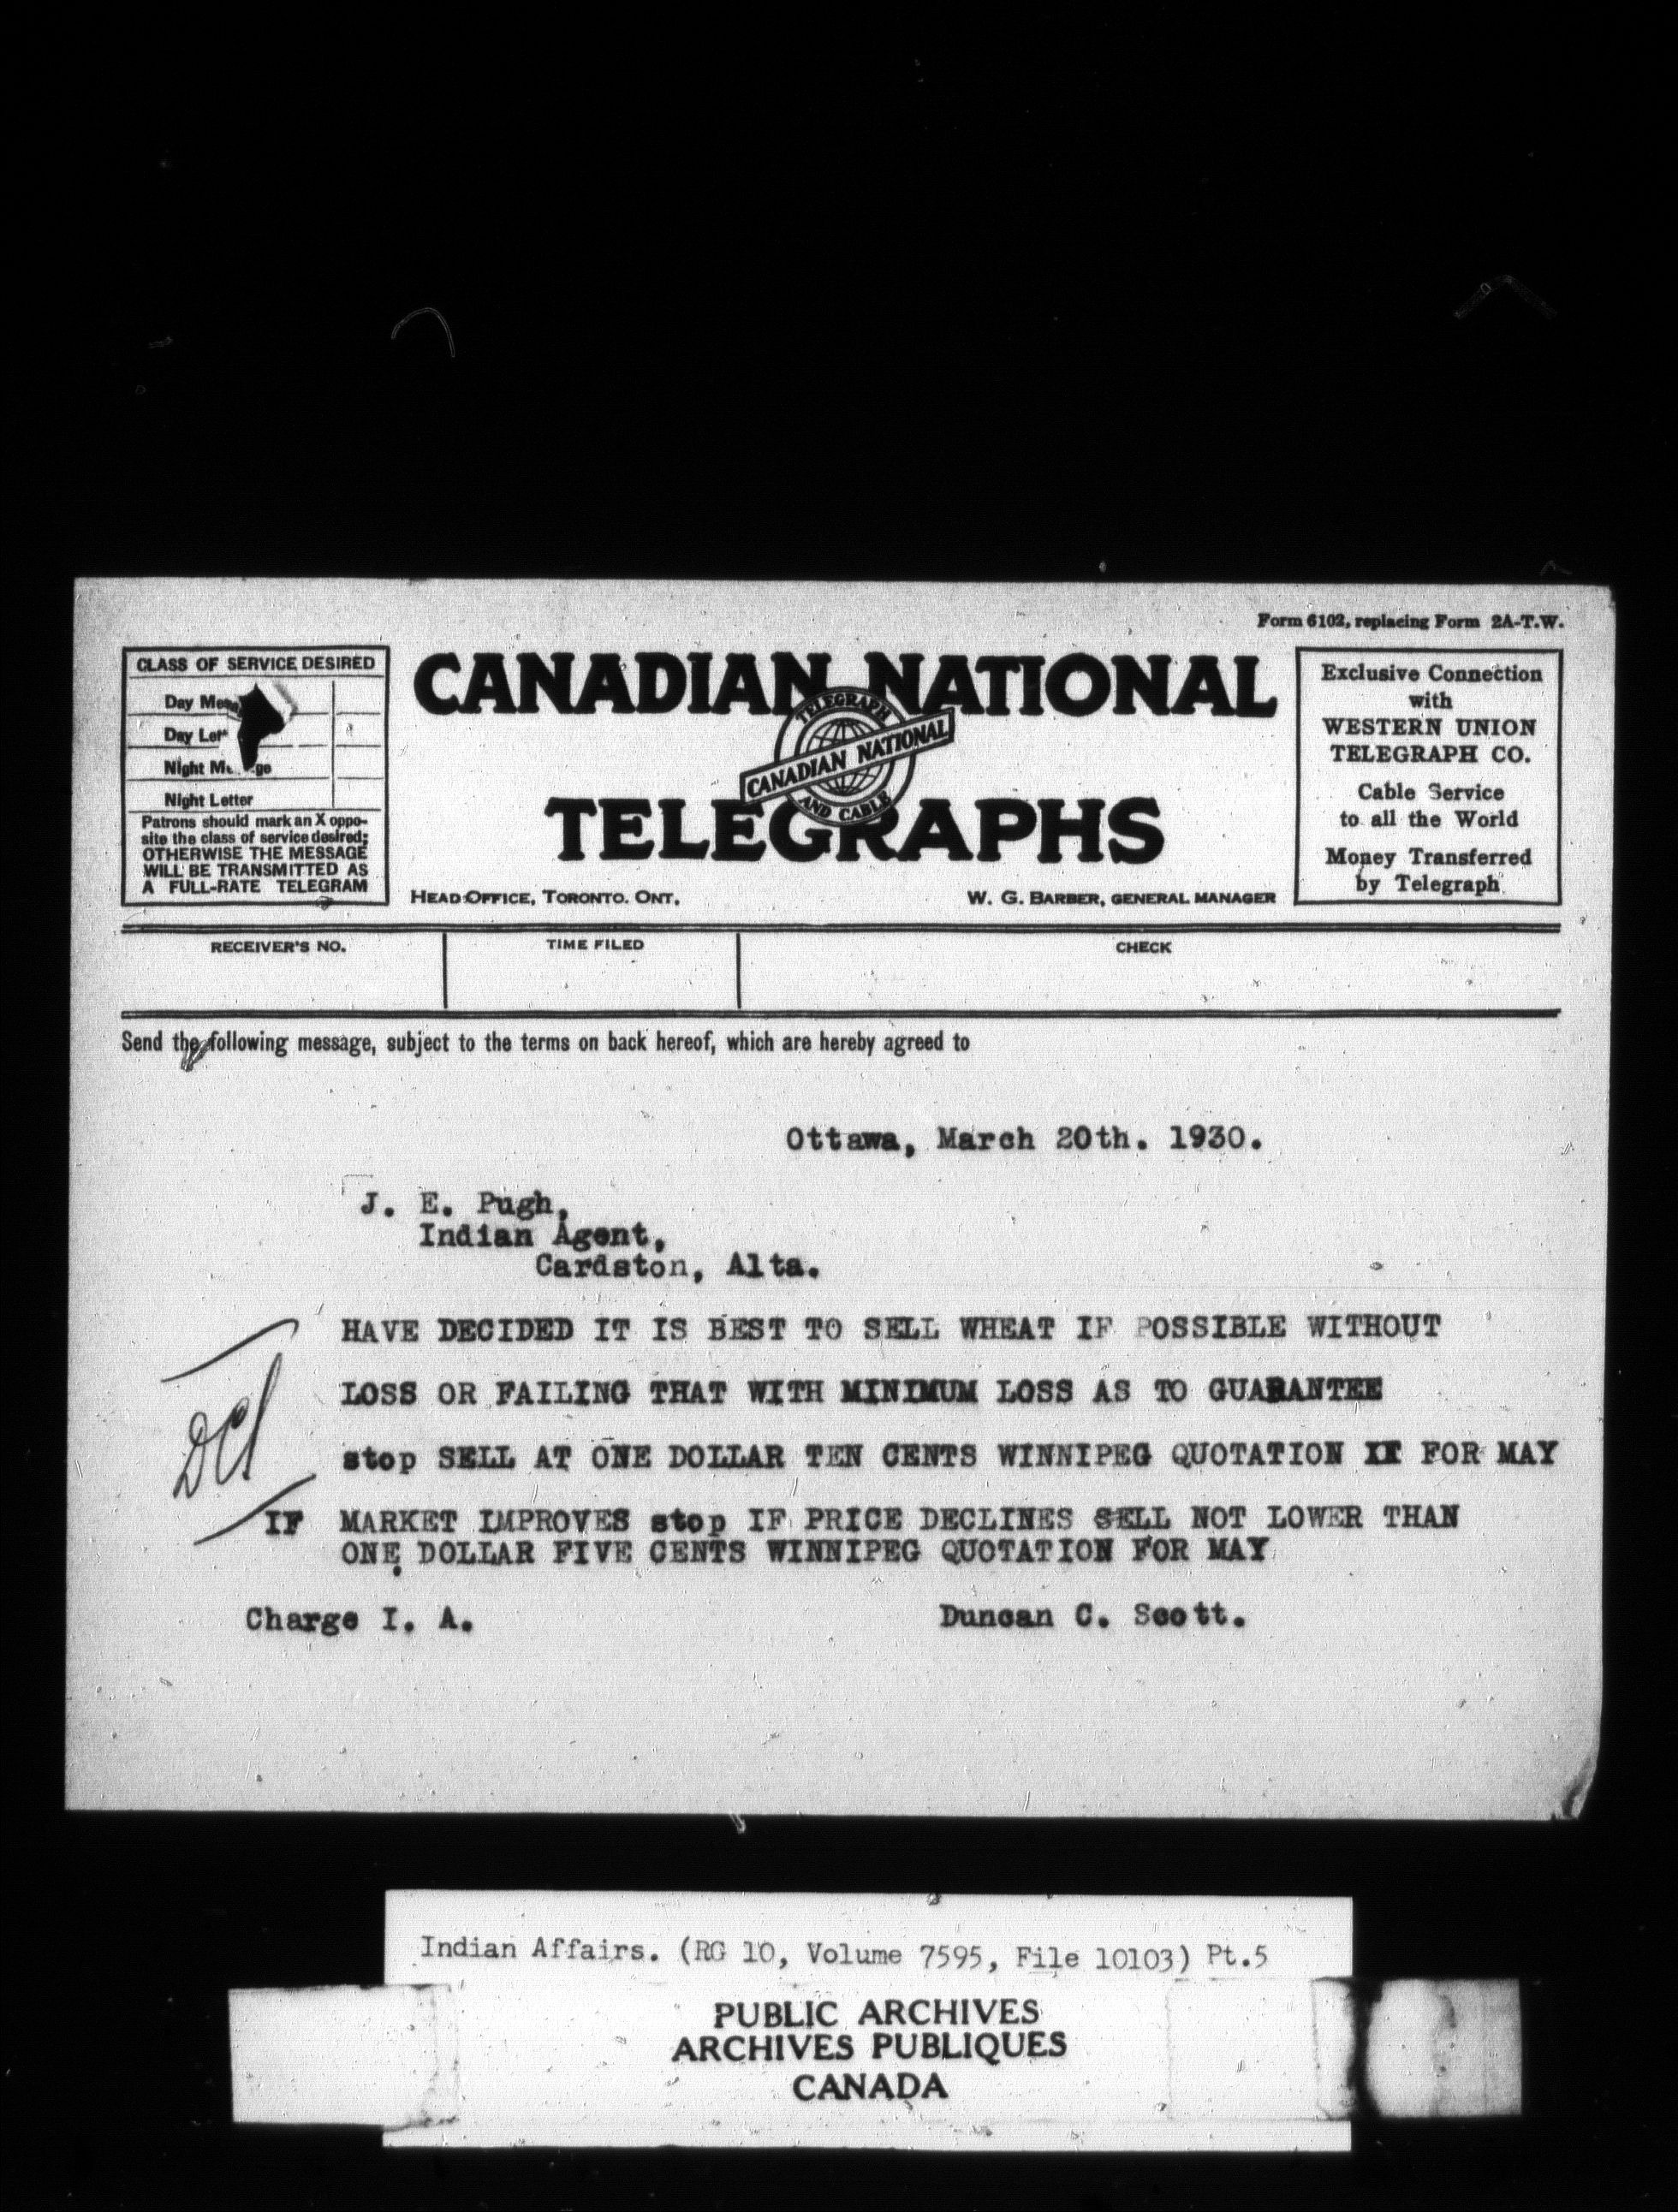 Form 6102, replacing Form 2A-T.W.
CLASS OF SERVICE DESIRED
Day
Day
Night
Night Letter
Patrons should mark an X oppo-
site the class of service desired;
OTHERWISE THE MESSAGE
WILL BE TRANSMITTED AS
A FULL-RATE TELEGRAM
CANADIAN NATIONAL
TELEGRAPH
CANADIAN NATIONAL
AND CABLE
TELEGRAPHS
HEAD OFFICE, TORONTO. ONT.
W. G. BARBER, GENERAL MANAGER
Exclusive Connection
with
WESTERN UNION
TELEGRAPH CO.
Cable Service
to all the World
Money Transferred
by Telegraph
RECEIVER'S NO.
TIME FILED
CHECK
Send the following message, subject to the terms on back hereof, which are hereby agreed to
Ottawa, March 20th. 1930.
J. E. Pugh,
Indian Agent,
Cardston, Alta.
HAVE DECIDED IT IS BEST TO SELL WHEAT IF POSSIBLE WITHOUT
LOSS OR FAILING THAT WITH MINIMUM LOSS AS TO GUARANTEE
stop SELL AT ONE DOLLAR TEN CENTS WINNIPEG QUOTATION FOR MAY
IF MARKET IMPROVES stop IF PRICE DECLINES SELL NOT LOWER THAN
ONE DOLLAR FIVE CENTS WINNIPEG QUOTATION FOR MAY
DCS
Charge I. A.
Duncan C. Scott.
Indian Affairs. (RG 10, Volume 7595, File 10103) Pt.5
PUBLIC ARCHIVES
ARCHIVES PUBLIQUES
CANADA